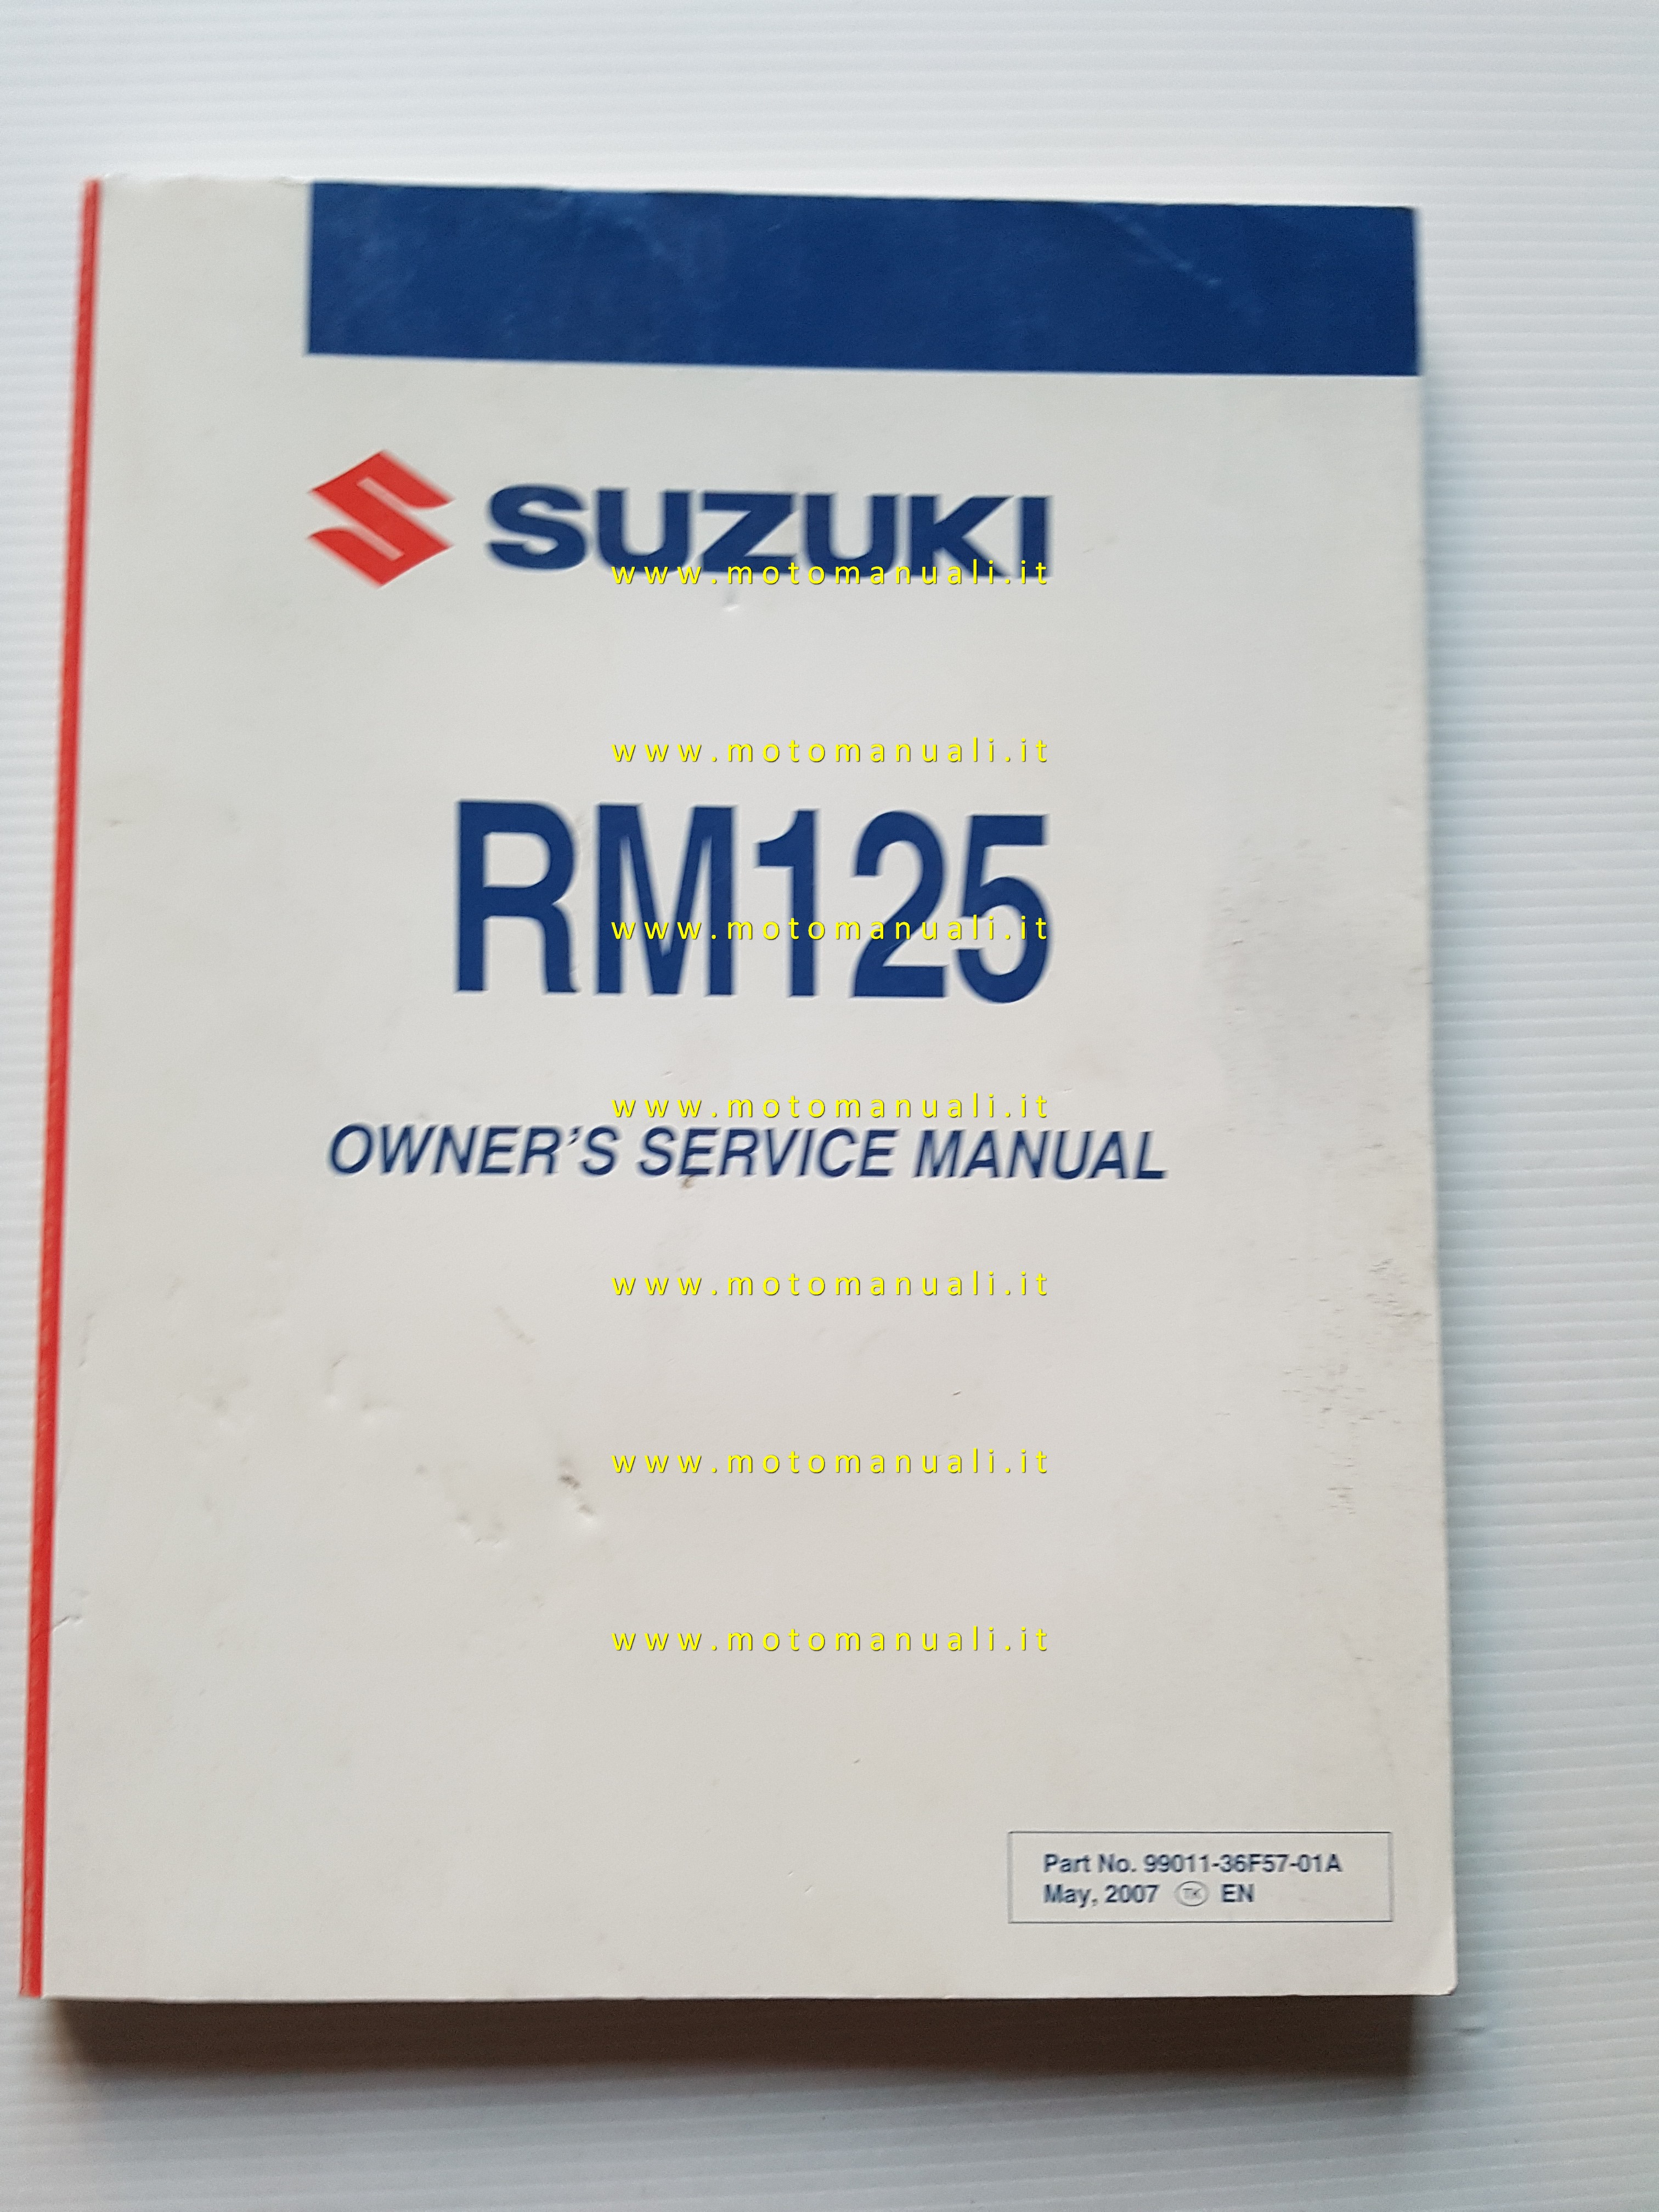 SUZUKI
www.motomanuali.it
www.motomanuali.it
RM125
www.motomanuali.it
www.motomanuali.it
OWNER'S SERVICE MANUAL
www.motomanuali.it
www.motomanuali.it
www.motomanuali.it
Part No. 99011-36F57-01A
May, 2007 TK EN